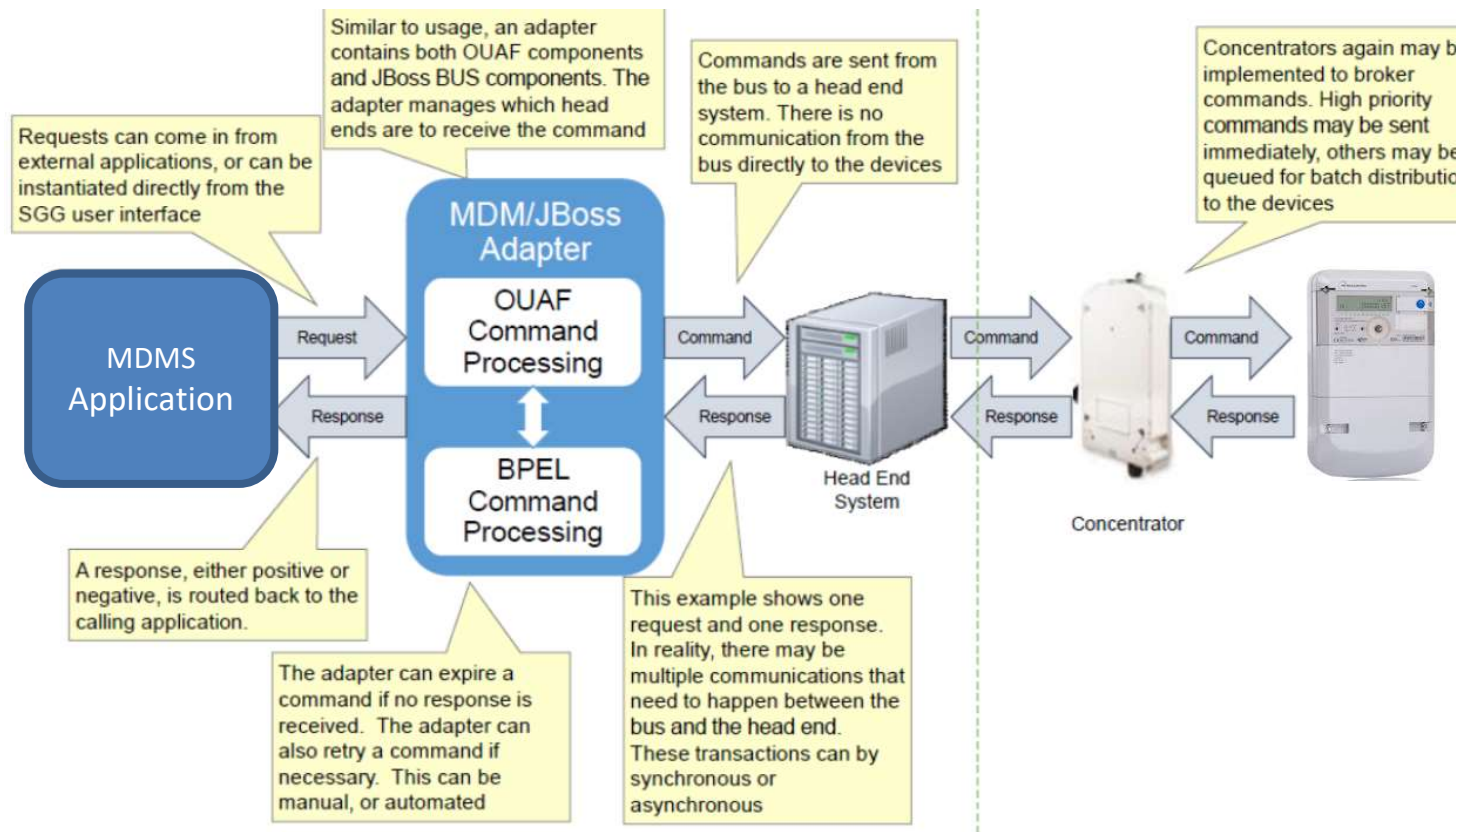 Similar to usage, an adapter
contains both OUAF components
and JBoss BUS components. The
adapter manages which head
ends are to receive the command
Commands are sent from
the bus to a head end
system. There is no
communication from the
bus directly to the devices
Concentrators again may b
implemented to broker
commands. High priority
commands may be sent
immediately, others may be
queued for batch distributio
to the devices
Requests can come in from
external applications, or can be
instantiated directly from the
SGG user interface
MDM/JBoss
Adapter
OUAF
Command
Processing
BPEL
Command
Processing
MDMS
Application
Request
Response
Command
Response
Head End
System
Command
Response
Concentrator
Command
Response
A response, either positive or
negative, is routed back to the
calling application.
The adapter can expire a
command if no response is
received. The adapter can
also retry a command if
necessary. This can be
manual, or automated
This example shows one
request and one response.
In reality, there may be
multiple communications that
need to happen between the
bus and the head end.
These transactions can by
synchronous or
asynchronous